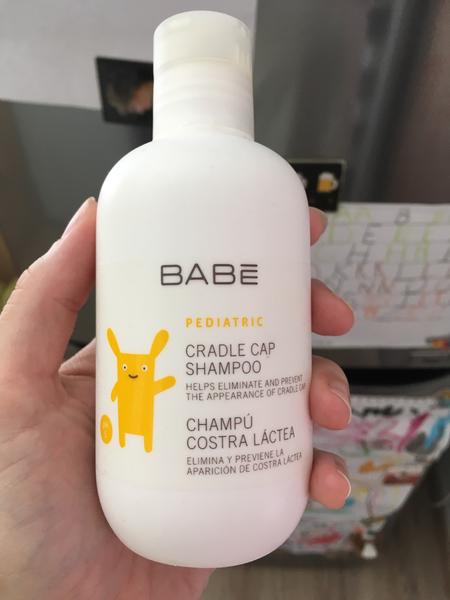 BABĒ
PEDIATRIC
CRADLE CAP
SHAMPOO
HELPS ELIMINATE AND PREVENT
THE APPEARANCE OF CRADLE CAP
CHAMPÚ
COSTRA LÁCTEA
ELIMINA Y PREVIENE LA
APARICIÓN DE COSTRA LÁCTEA